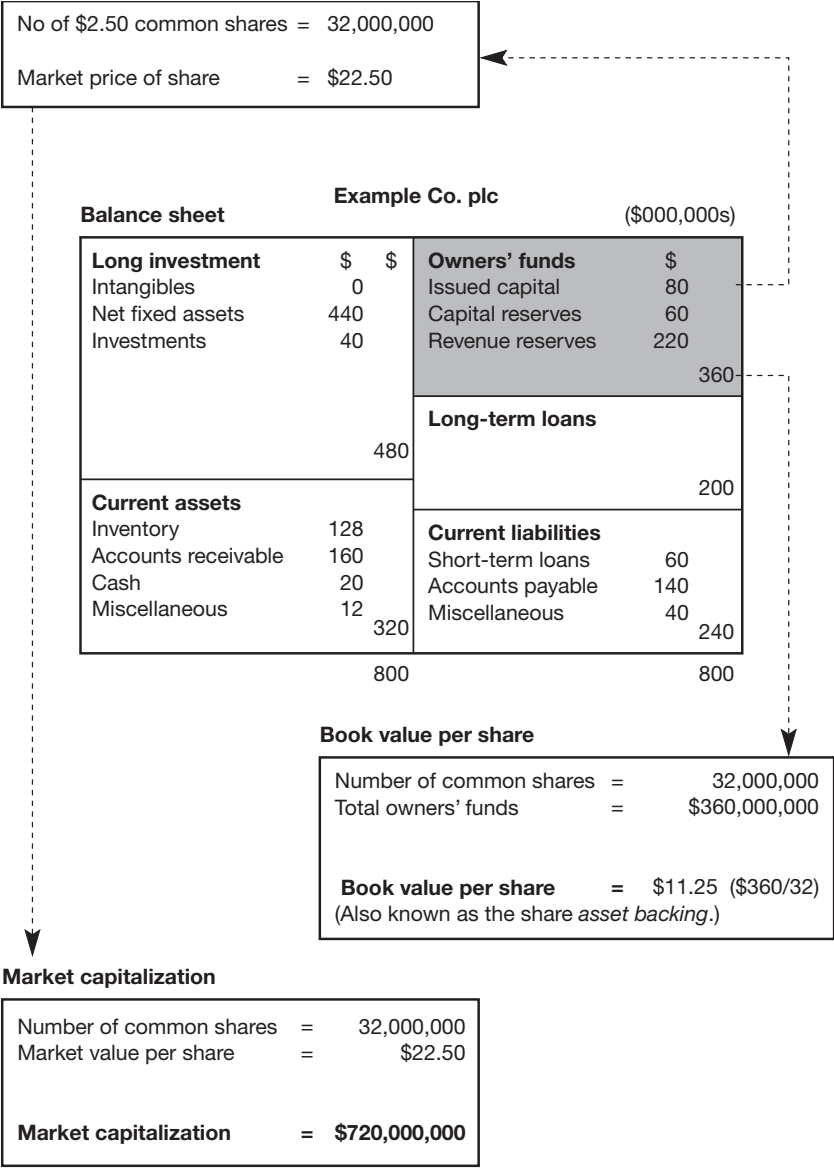 No of $2.50 common shares = 32,000,000
Market price of share = $22.50
Example Co. plc
Balance sheet ($000,000s)
Long investment $ $
Intangibles 0
Net fixed assets 440
Investments 40
480
Current assets
Inventory 128
Accounts receivable 160
Cash 20
Miscellaneous 12
320
800
Owners’ funds $
Issued capital 80
Capital reserves 60
Revenue reserves 220
360
Long-term loans
200
Current liabilities
Short-term loans 60
Accounts payable 140
Miscellaneous 40
240
800
Book value per share
Number of common shares = 32,000,000
Total owners’ funds = $360,000,000
Book value per share = $11.25 ($360/32)
(Also known as the share asset backing.)
Market capitalization
Number of common shares = 32,000,000
Market value per share = $22.50
Market capitalization = $720,000,000